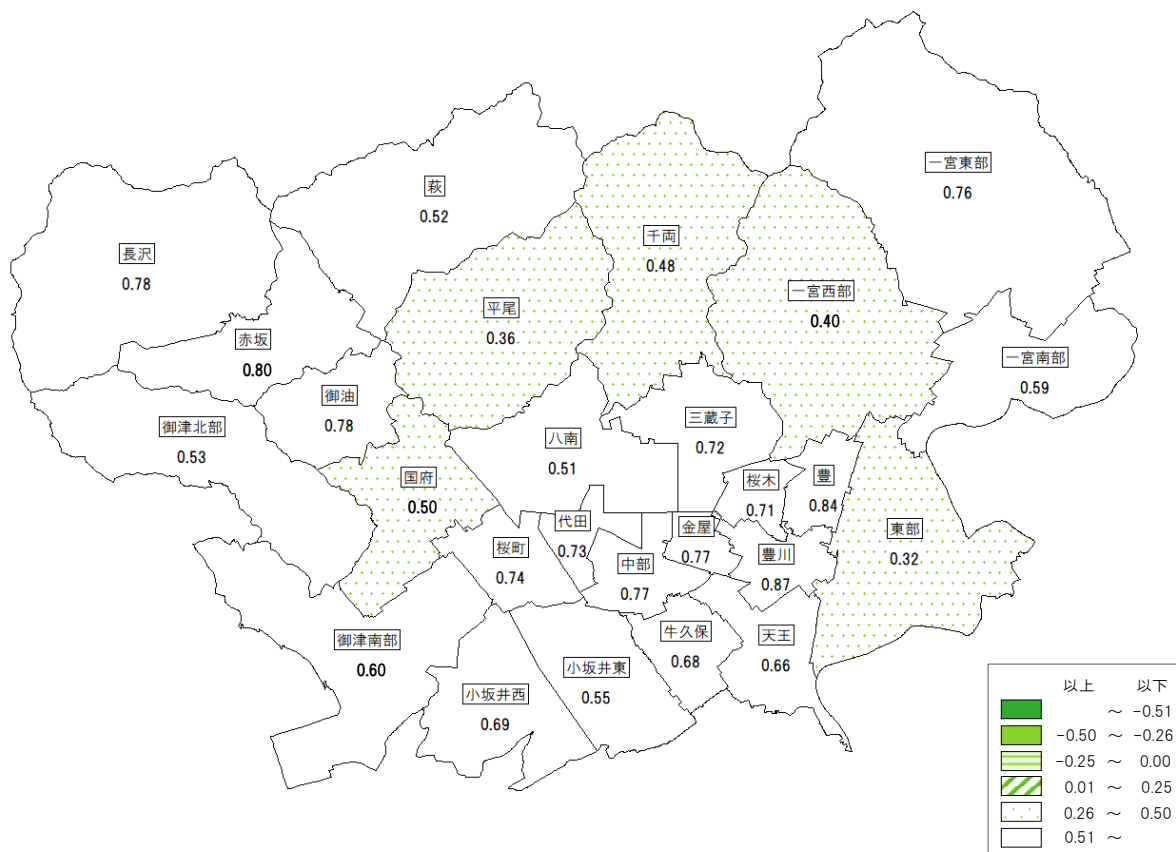 一宮東部
0.76
萩
0.52
千両
0.48
長沢
0.78
一宮西部
0.40
平尾
0.36
赤坂
0.80
一宮南部
0.59
御油
0.78
三蔵子
0.72
御津北部
0.53
八南
0.51
国府
0.50
桜木
0.71
豊
0.84
代田
0.73
金屋
0.77
東部
0.32
桜町
0.74
中部
0.77
豊川
0.87
御津南部
0.60
牛久保
0.68
天王
0.66
小坂井東
0.55
小坂井西
0.69
以上 以下
～ -0.51
-0.50 ～ -0.26
-0.25 ～ 0.00
0.01 ～ 0.25
0.26 ～ 0.50
0.51 ～